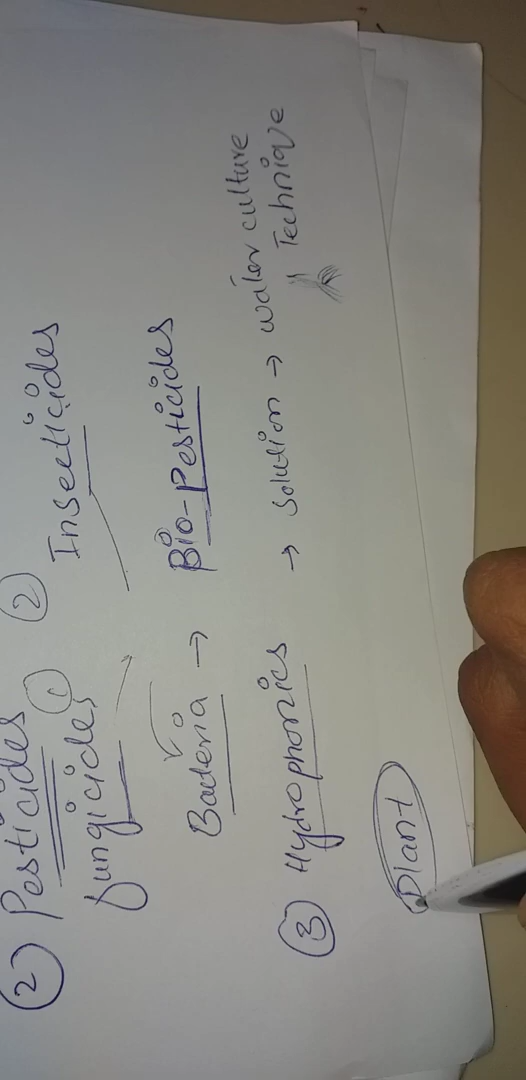 ② Pesticides
① fungicides ② Insecticides
Bacteria → Bio-Pesticides
③ Hydrophonics → Solution → water culture
Technique
Plant